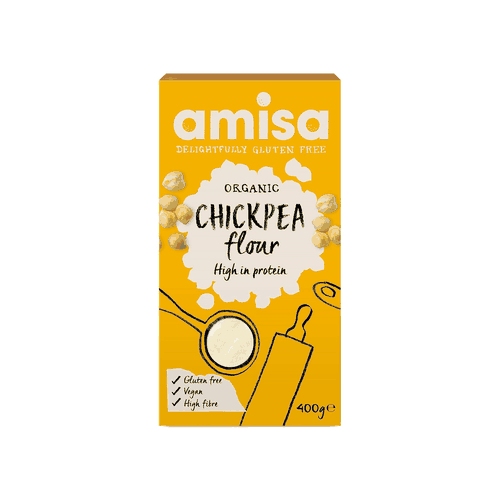 amisa
DELIGHTFULLY GLUTEN FREE
ORGANIC
CHICKPEA
flour
High in protein
✓ Gluten free
✓ Vegan
✓ High fibre
400g℮